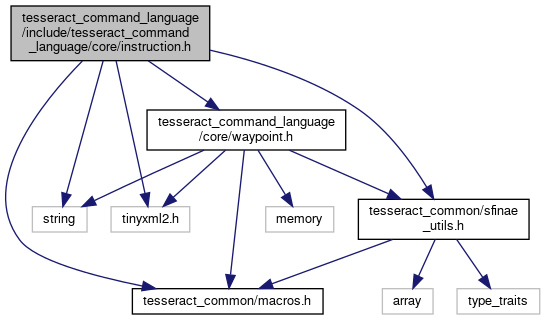 tesseract_command_language
/include/tesseract_command
_language/core/instruction.h
tesseract_command_language
/core/waypoint.h
string
tinyxml2.h
memory
tesseract_common/sfinae
_utils.h
tesseract_common/macros.h
array
type_traits